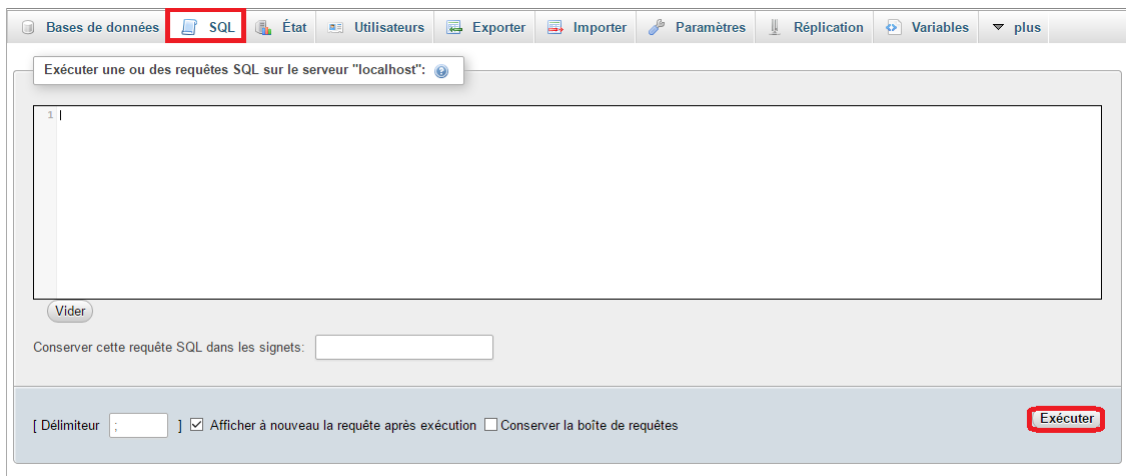 Bases de données SQL État Utilisateurs Exporter Importer Paramètres Réplication Variables plus
Exécuter une ou des requêtes SQL sur le serveur "localhost":
1
Vider
Conserver cette requête SQL dans les signets:
[ Délimiteur ; ] Afficher à nouveau la requête après exécution Conserver la boîte de requêtes
Exécuter